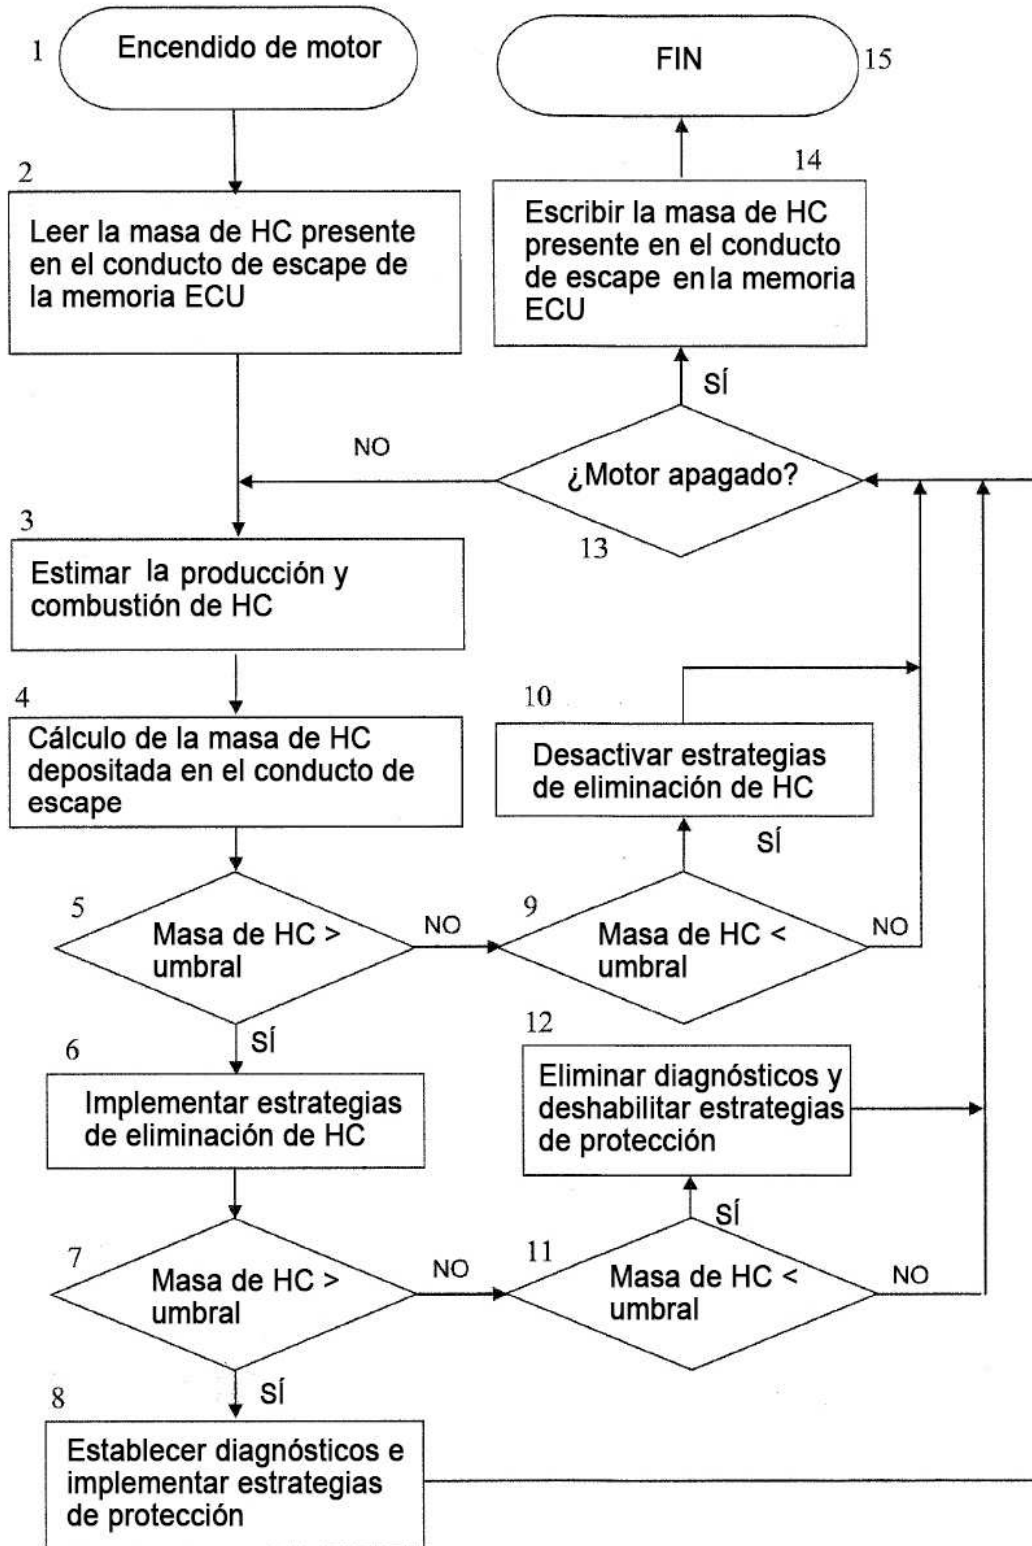 1
Encendido de motor
2
Leer la masa de HC presente
en el conducto de escape de
la memoria ECU
3
Estimar la producción y
combustión de HC
4
Cálculo de la masa de HC
depositada en el conducto de
escape
5
Masa de HC >
umbral
NO
SÍ
6
Implementar estrategias
de eliminación de HC
7
Masa de HC >
umbral
NO
SÍ
8
Establecer diagnósticos e
implementar estrategias
de protección
9
Masa de HC <
umbral
NO
SÍ
10
Desactivar estrategias
de eliminación de HC
11
Masa de HC <
umbral
NO
SÍ
12
Eliminar diagnósticos y
deshabilitar estrategias
de protección
¿Motor apagado?
13
NO
SÍ
14
Escribir la masa de HC
presente en el conducto
de escape en la memoria
ECU
FIN
15